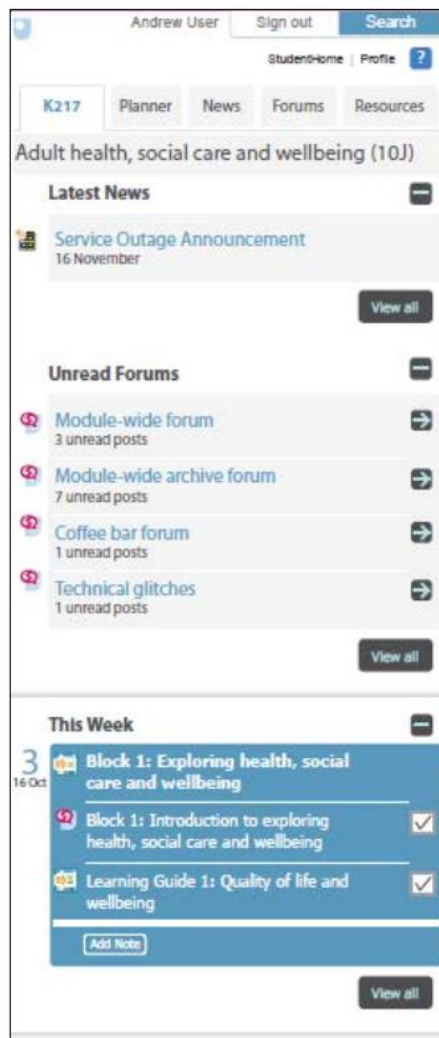 Andrew User Sign out Search
StudentHome | Profile ?
K217 Planner News Forums Resources
Adult health, social care and wellbeing (10J)
Latest News
Service Outage Announcement
16 November
View all
Unread Forums
Module-wide forum
3 unread posts
Module-wide archive forum
7 unread posts
Coffee bar forum
1 unread posts
Technical glitches
1 unread posts
View all
This Week
3
16 Oct
Block 1: Exploring health, social
care and wellbeing
Block 1: Introduction to exploring
health, social care and wellbeing
Learning Guide 1: Quality of life and
wellbeing
Add Note
View all